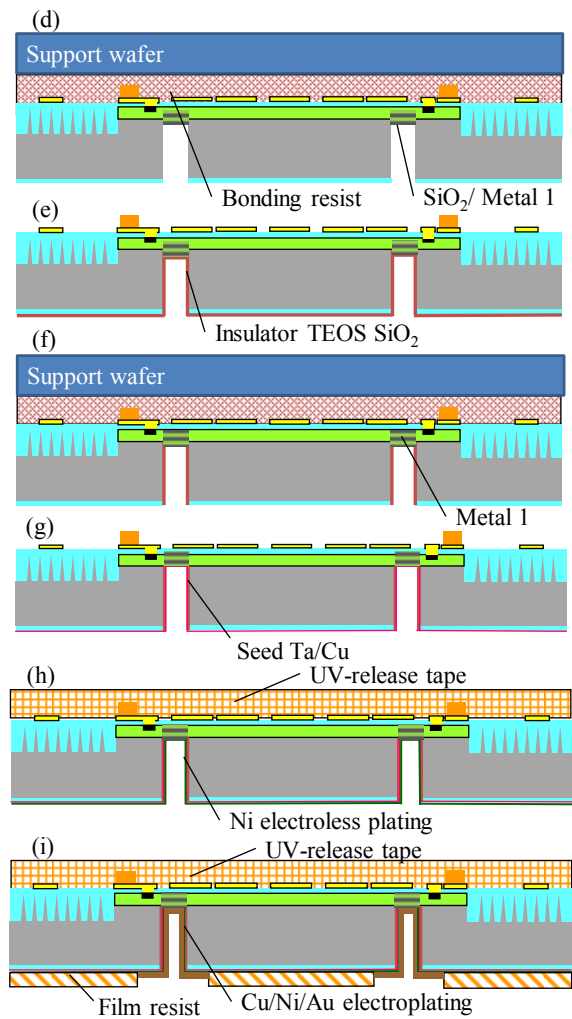 (d)
Support wafer
Bonding resist
SiO₂/ Metal 1
(e)
Insulator TEOS SiO₂
(f)
Support wafer
Metal 1
(g)
Seed Ta/Cu
(h)
UV-release tape
Ni electroless plating
(i)
UV-release tape
Film resist
Cu/Ni/Au electroplating